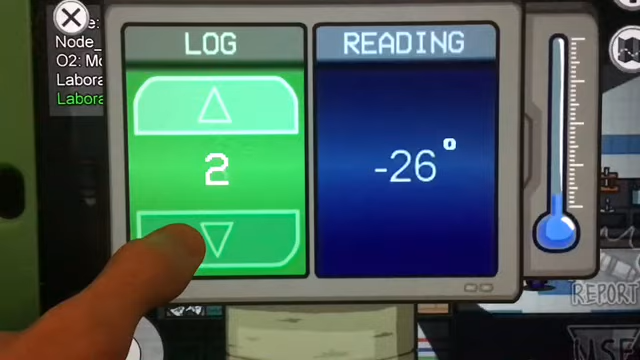 Node_
O2: Mo
Labora
Labora
LOG
READING
2
-26°
REPORT